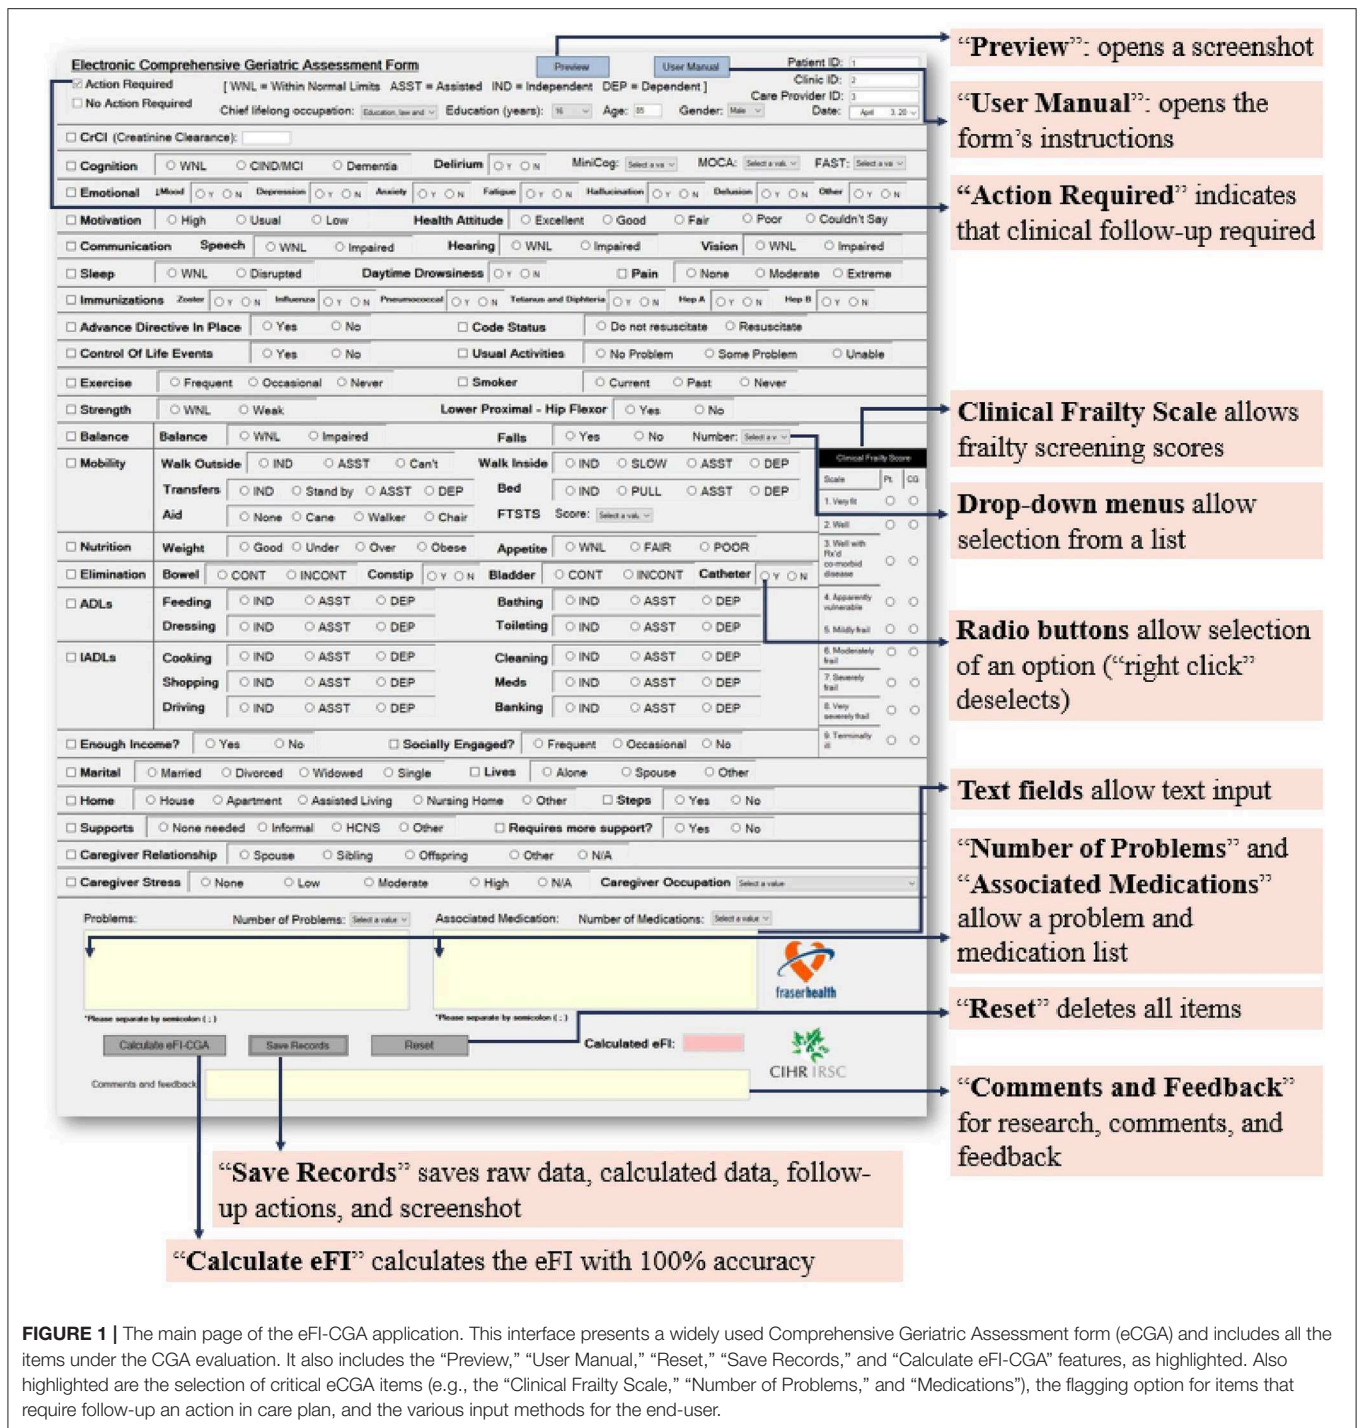 Electronic Comprehensive Geriatric Assessment Form
Preview
User Manual
Patient ID: 1
Clinic ID: 2
Care Provider ID: 3
Date: April 3, 20
Action Required
No Action Required
[ WNL = Within Normal Limits ASST = Assisted IND = Independent DEP = Dependent ]
Chief lifelong occupation: Education, law and Education (years): 16 Age: 85 Gender: Male
CrCl (Creatinine Clearance):
Cognition WNL CIND/MCI Dementia Delirium Y N MiniCog: Select a va MOCA: Select a valu FAST: Select a va
Emotional ↓Mood Y N Depression Y N Anxiety Y N Fatigue Y N Hallucination Y N Delusion Y N Other Y N
Motivation High Usual Low Health Attitude Excellent Good Fair Poor Couldn't Say
Communication Speech WNL Impaired Hearing WNL Impaired Vision WNL Impaired
Sleep WNL Disrupted Daytime Drowsiness Y N Pain None Moderate Extreme
Immunizations Zoster Y N Influenza Y N Pneumococcal Y N Tetanus and Diphteria Y N Hep A Y N Hep B Y N
Advance Directive In Place Yes No Code Status Do not resuscitate Resuscitate
Control Of Life Events Yes No Usual Activities No Problem Some Problem Unable
Exercise Frequent Occasional Never Smoker Current Past Never
Strength WNL Weak Lower Proximal - Hip Flexor Yes No
Balance Balance WNL Impaired Falls Yes No Number: Select a v
Mobility Walk Outside IND ASST Can't Walk Inside IND SLOW ASST DEP
Transfers IND Stand by ASST DEP Bed IND PULL ASST DEP
Aid None Cane Walker Chair FTSTS Score: Select a valu
Nutrition Weight Good Under Over Obese Appetite WNL FAIR POOR
Elimination Bowel CONT INCONT Constip Y N Bladder CONT INCONT Catheter Y N
ADLs Feeding IND ASST DEP Bathing IND ASST DEP
Dressing IND ASST DEP Toileting IND ASST DEP
IADLs Cooking IND ASST DEP Cleaning IND ASST DEP
Shopping IND ASST DEP Meds IND ASST DEP
Driving IND ASST DEP Banking IND ASST DEP
Clinical Frailty Score
Scale Pt. CG
1. Very fit
2. Well
3. Well with
Rx'd
co-morbid
disease
4. Apparently
vulnerable
5. Mildly frail
6. Moderately
frail
7. Severely
frail
8. Very
severely frail
9. Terminally
ill
Enough Income? Yes No Socially Engaged? Frequent Occasional No
Marital Married Divorced Widowed Single Lives Alone Spouse Other
Home House Apartment Assisted Living Nursing Home Other Steps Yes No
Supports None needed Informal HCNS Other Requires more support? Yes No
Caregiver Relationship Spouse Sibling Offspring Other N/A
Caregiver Stress None Low Moderate High N/A Caregiver Occupation Select a value
Problems: Number of Problems: Select a value Associated Medication: Number of Medications: Select a value
fraserhealth
*Please separate by semicolon ( ; ) *Please separate by semicolon ( ; )
Calculate eFI-CGA Save Records Reset Calculated eFI:
CIHR IRSC
Comments and feedback
“Preview”: opens a screenshot
“User Manual”: opens the
form’s instructions
“Action Required” indicates
that clinical follow-up required
Clinical Frailty Scale allows
frailty screening scores
Drop-down menus allow
selection from a list
Radio buttons allow selection
of an option (“right click”
deselects)
Text fields allow text input
“Number of Problems” and
“Associated Medications”
allow a problem and
medication list
“Reset” deletes all items
“Comments and Feedback”
for research, comments, and
feedback
“Save Records” saves raw data, calculated data, follow-
up actions, and screenshot
“Calculate eFI” calculates the eFI with 100% accuracy
FIGURE 1 | The main page of the eFI-CGA application. This interface presents a widely used Comprehensive Geriatric Assessment form (eCGA) and includes all the
items under the CGA evaluation. It also includes the “Preview,” “User Manual,” “Reset,” “Save Records,” and “Calculate eFI-CGA” features, as highlighted. Also
highlighted are the selection of critical eCGA items (e.g., the “Clinical Frailty Scale,” “Number of Problems,” and “Medications”), the flagging option for items that
require follow-up an action in care plan, and the various input methods for the end-user.